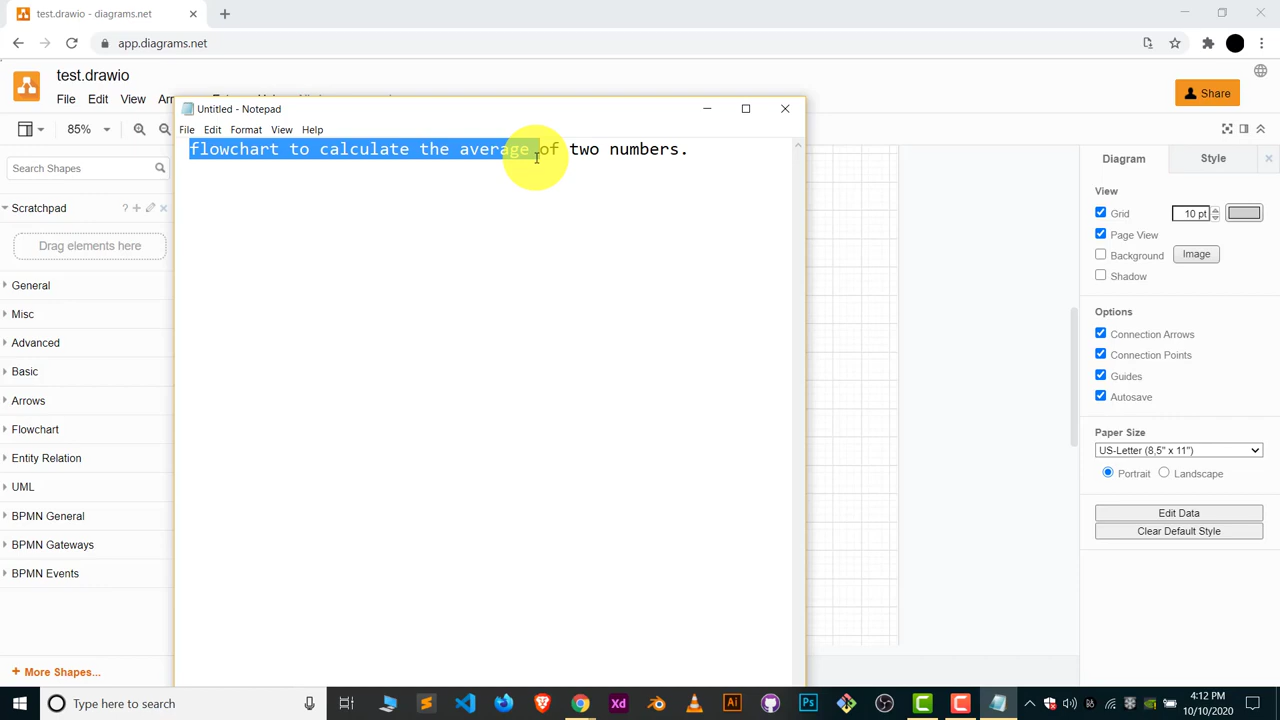 test.drawio - diagrams.net
app.diagrams.net
test.drawio
File Edit View Ar
Share
85%
Untitled - Notepad
File Edit Format View Help
flowchart to calculate the average of two numbers.
Search Shapes
Scratchpad
?
Drag elements here
General
Misc
Advanced
Basic
Arrows
Flowchart
Entity Relation
UML
BPMN General
BPMN Gateways
BPMN Events
+ More Shapes...
Diagram Style
View
Grid 10 pt
Page View
Background Image
Shadow
Options
Connection Arrows
Connection Points
Guides
Autosave
Paper Size
US-Letter (8,5" x 11")
Portrait Landscape
Edit Data
Clear Default Style
Type here to search
Xd Ai Ps
4:12 PM
10/10/2020